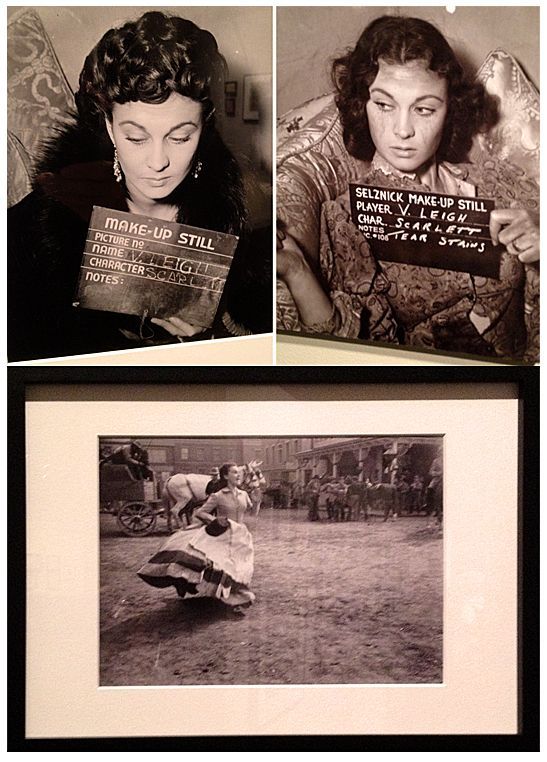 MAKE-UP STILL
PICTURE NO
NAME V. LEIGH
CHARACTER SCARLETT
NOTES:
SELZNICK MAKE-UP STILL
PLAYER V. LEIGH
CHAR. SCARLETT
NOTES TEAR STAINS
C. #108